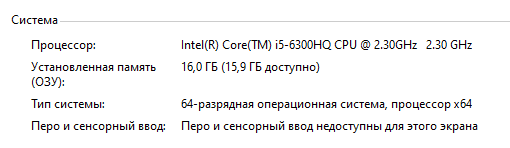 Система
Процессор: Intel(R) Core(TM) i5-6300HQ CPU @ 2.30GHz 2.30 GHz
Установленная память 16,0 ГБ (15,9 ГБ доступно)
(ОЗУ):
Тип системы: 64-разрядная операционная система, процессор x64
Перо и сенсорный ввод: Перо и сенсорный ввод недоступны для этого экрана